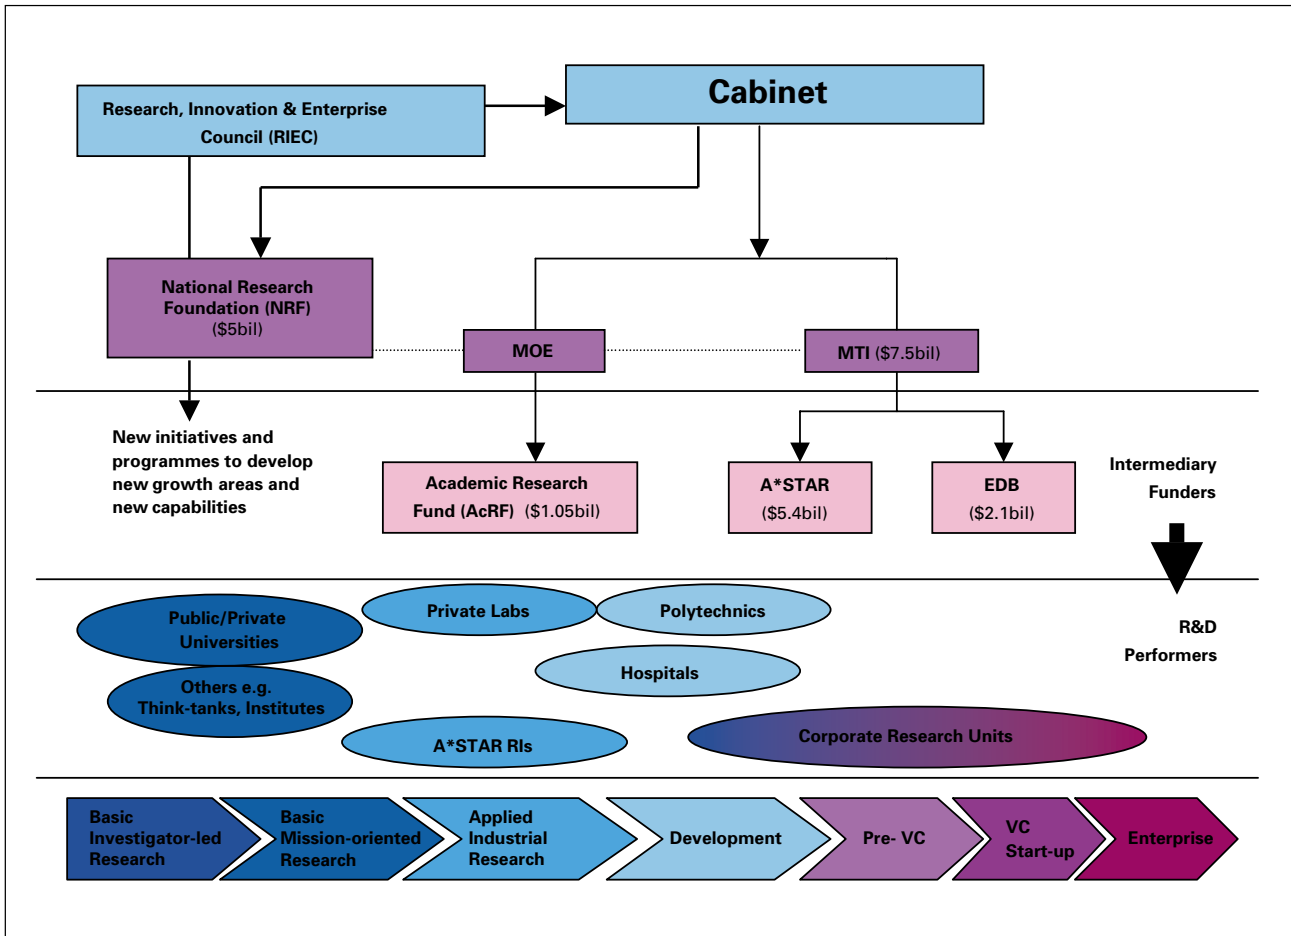 Cabinet
Research, Innovation & Enterprise
Council (RIEC)
National Research
Foundation (NRF)
($5bil)
MOE
MTI ($7.5bil)
New initiatives and
programmes to develop
new growth areas and
new capabilities
Academic Research
Fund (AcRF) ($1.05bil)
A*STAR
($5.4bil)
EDB
($2.1bil)
Intermediary
Funders
Public/Private
Universities
Private Labs
Polytechnics
R&D
Performers
Hospitals
Others e.g.
Think-tanks, Institutes
A*STAR RIs
Corporate Research Units
Basic
Investigator-led
Research
Basic
Mission-oriented
Research
Applied
Industrial
Research
Development
Pre- VC
VC
Start-up
Enterprise